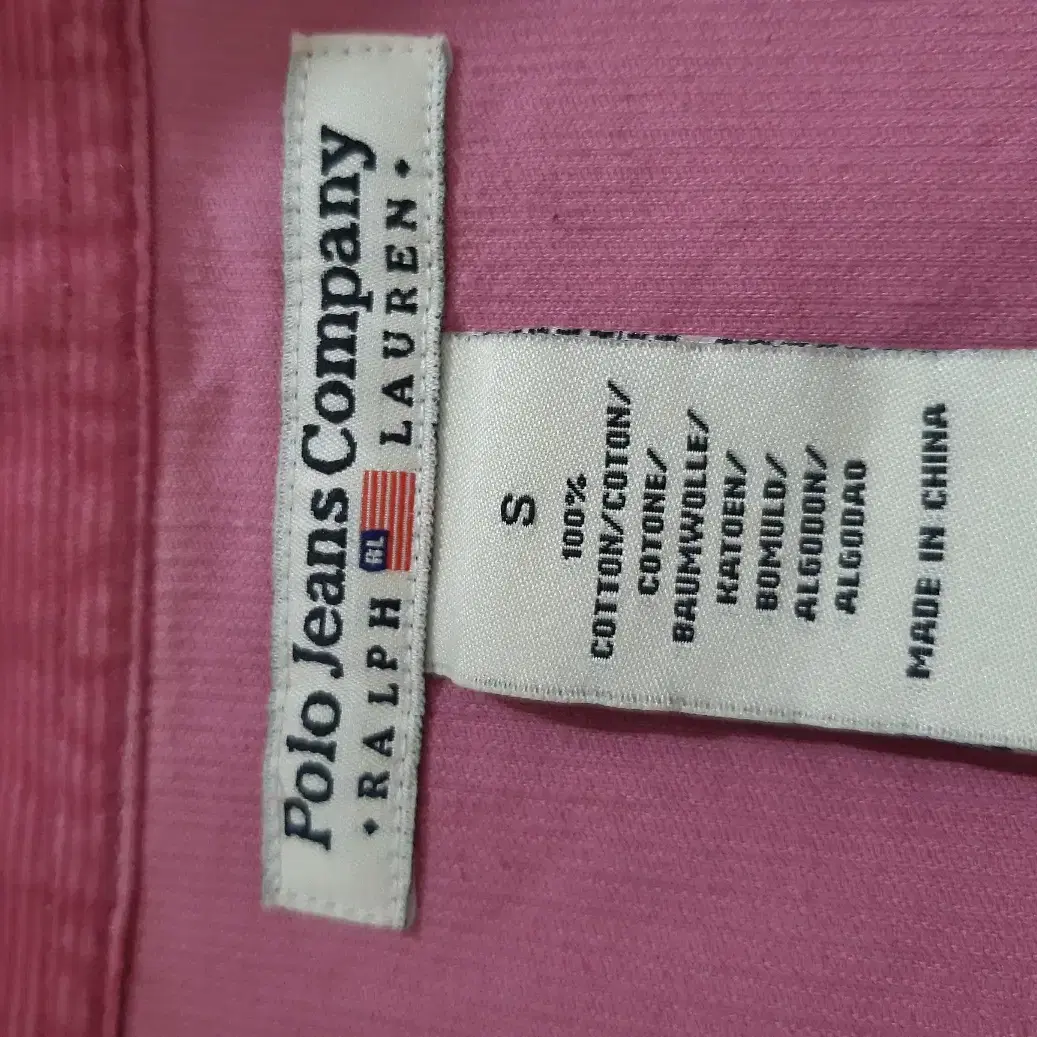 Polo Jeans Company
• RALPH RL LAUREN •
S
100%
COTTON/COTON/
COTONE/
BAUMWOLLE/
KATOEN/
BOMULD/
ALGODON/
ALGODAO
MADE IN CHINA